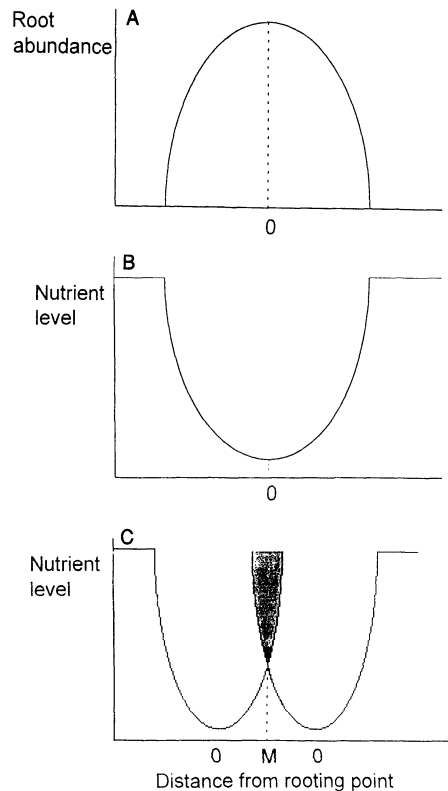 Root
abundance
A
0
B
Nutrient
level
0
C
Nutrient
level
0 M 0
Distance from rooting point